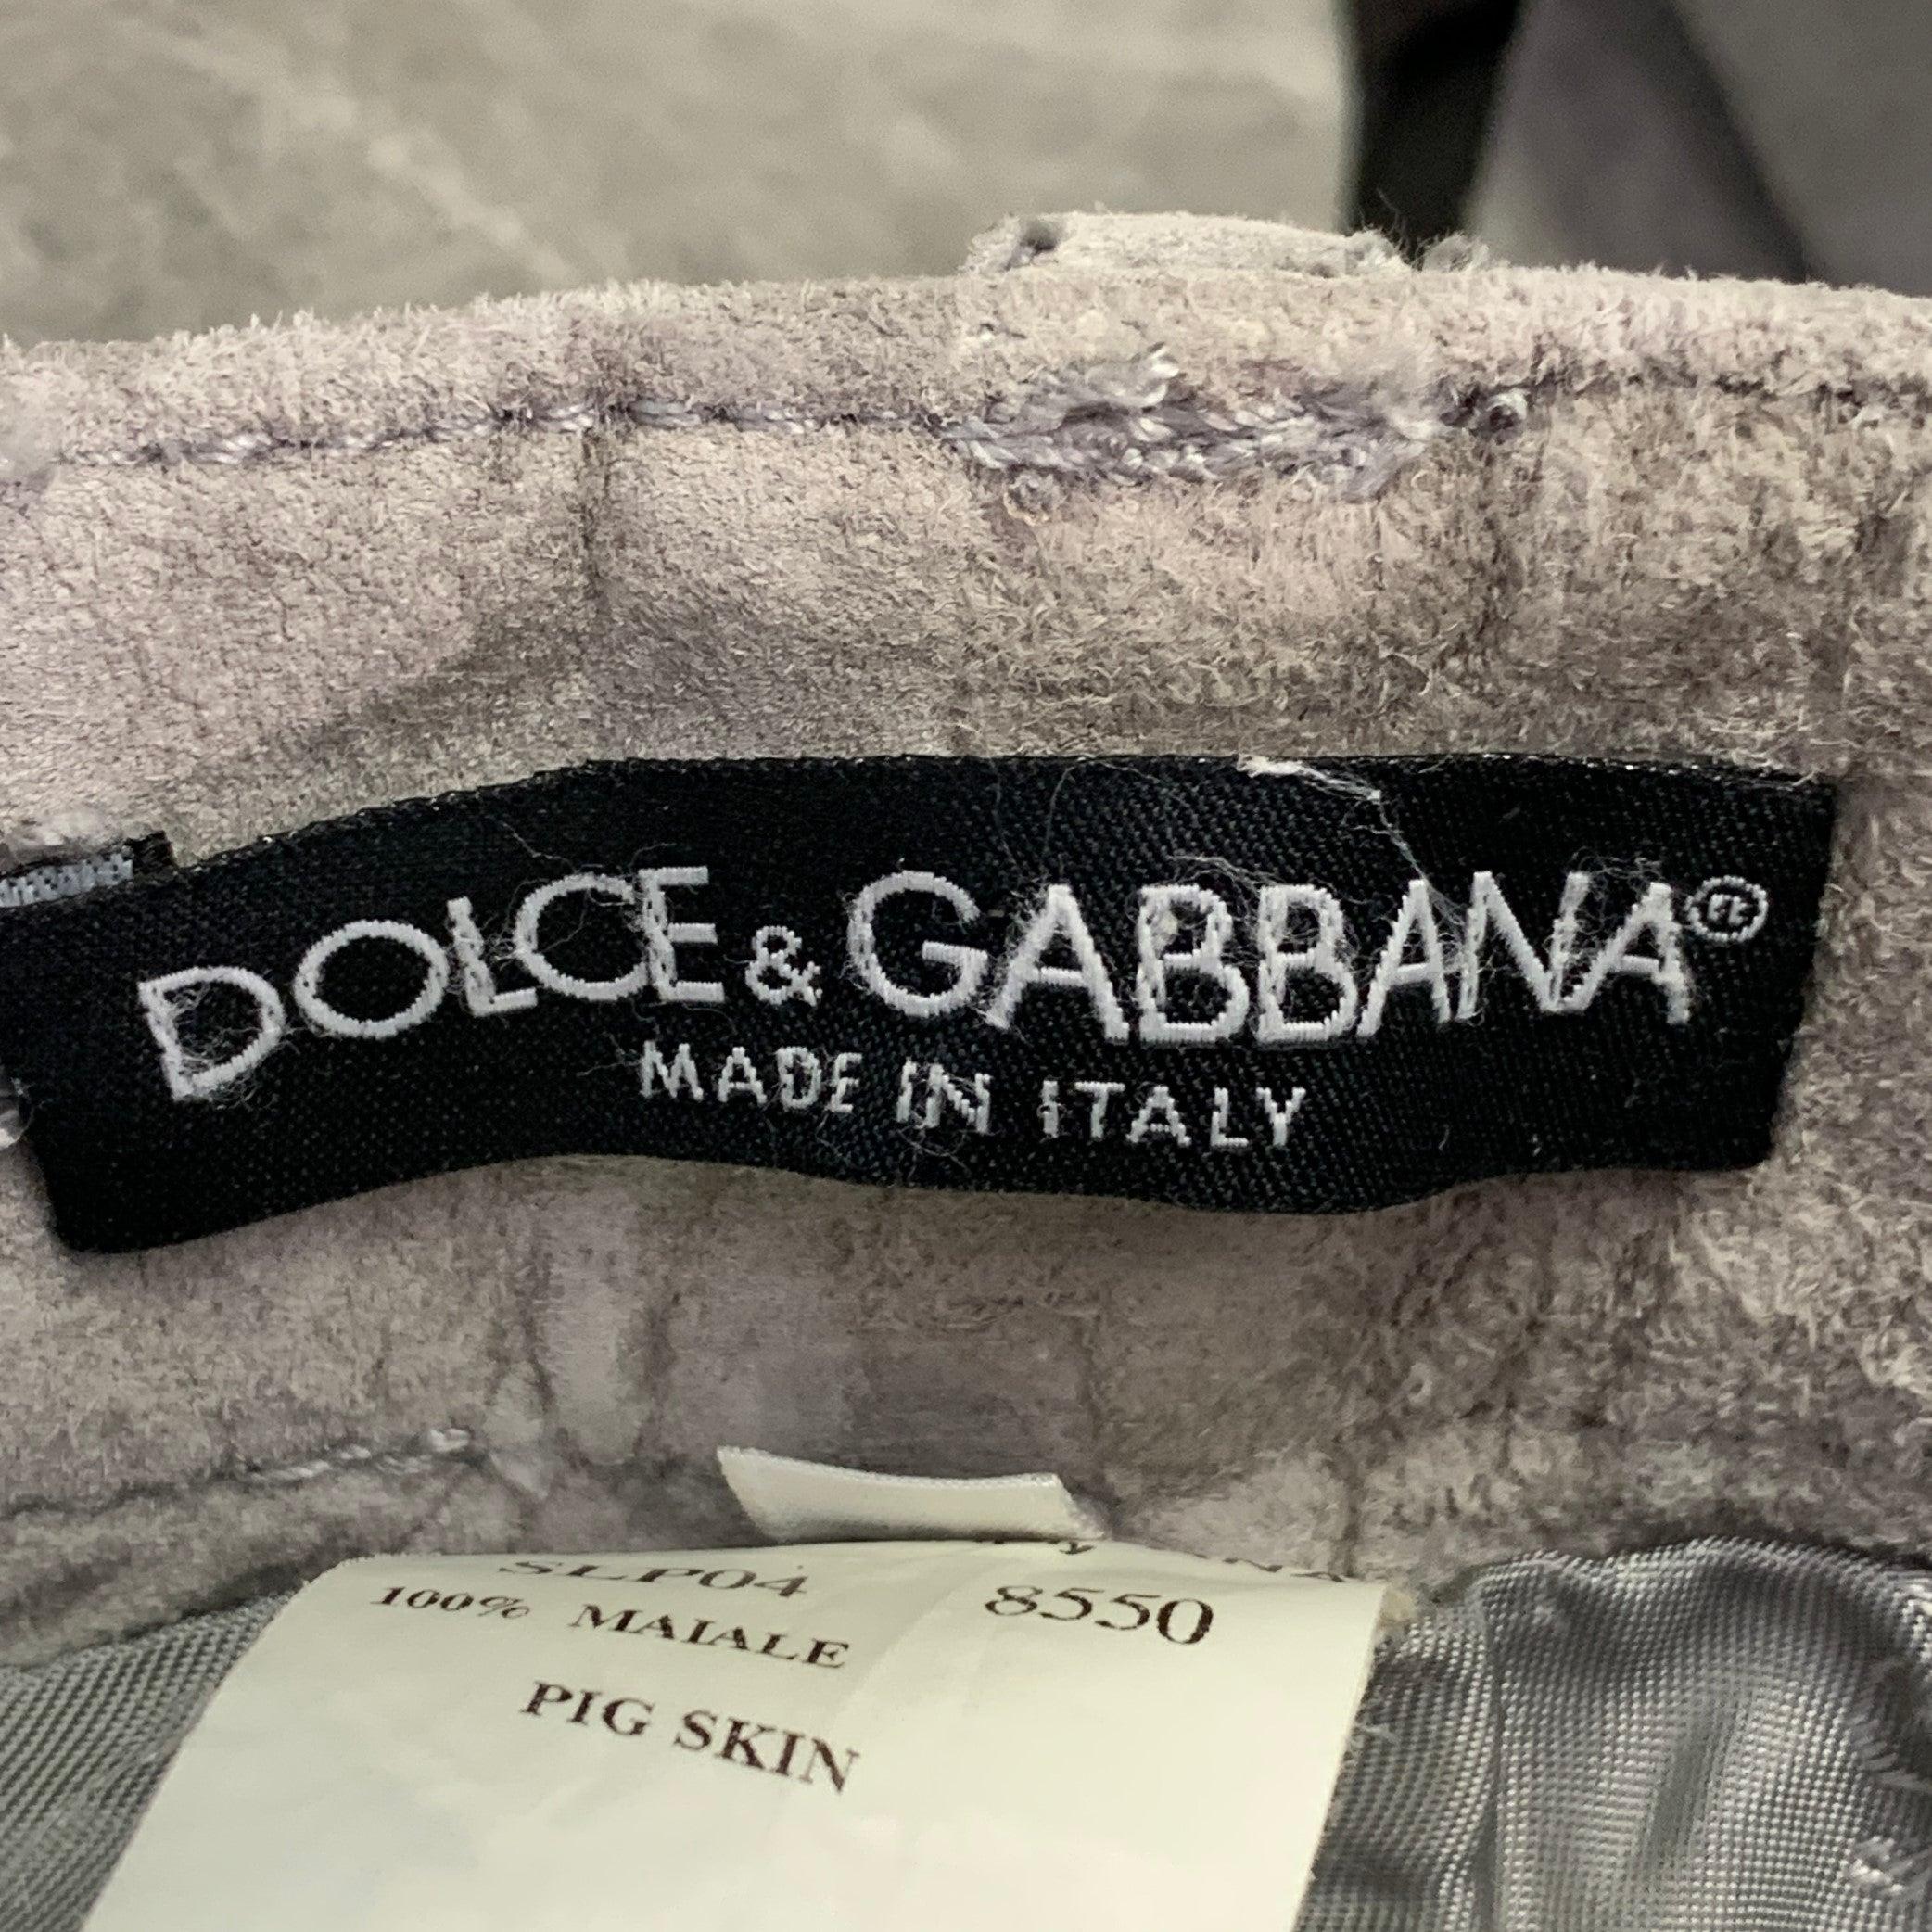 DOLCE & GABBANA®
MADE IN ITALY
SLP04 8550
100% MAIALE
PIG SKIN